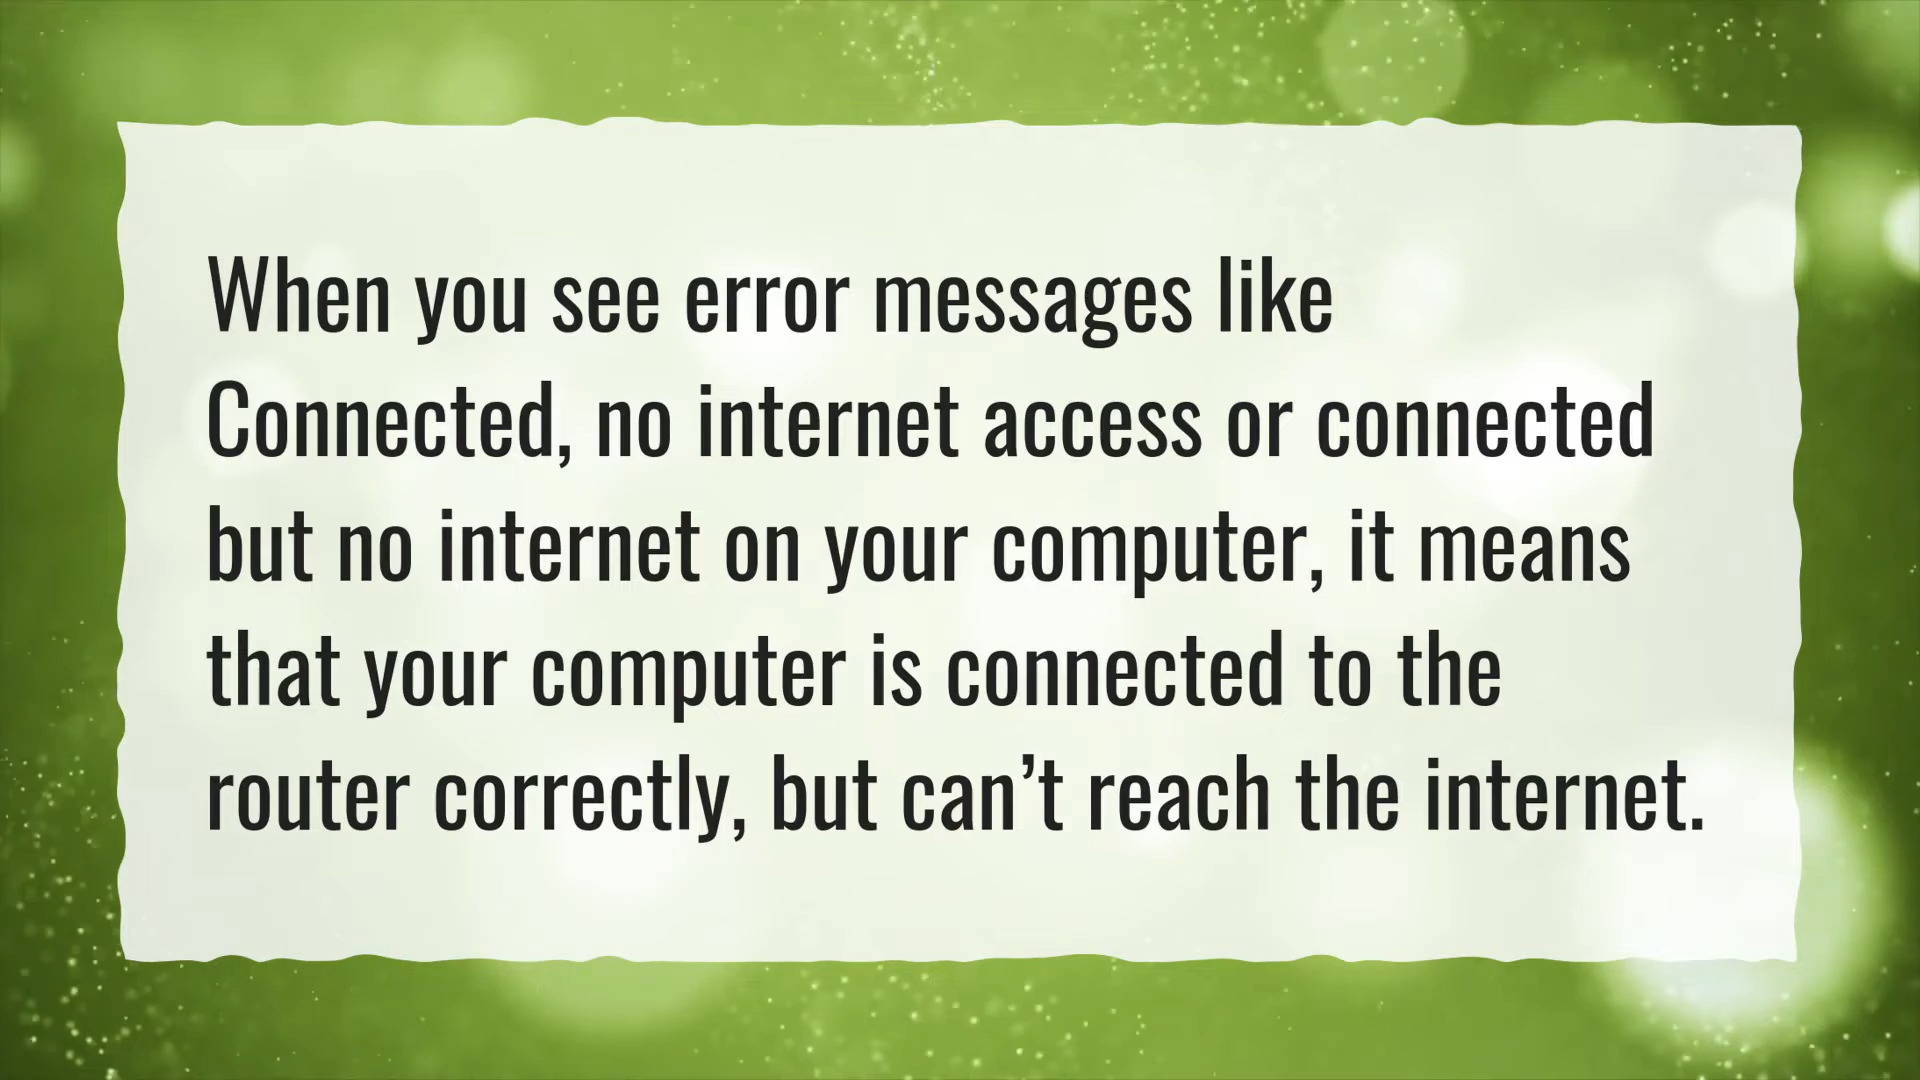 When you see error messages like
Connected, no internet access or connected
but no internet on your computer, it means
that your computer is connected to the
router correctly, but can’t reach the internet.